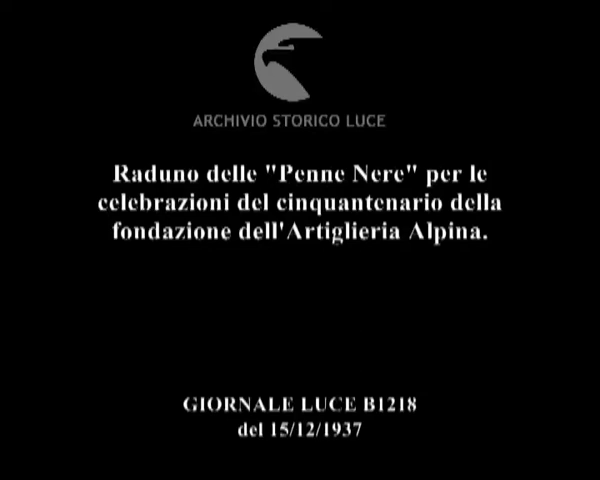 ARCHIVIO STORICO LUCE
Raduno delle "Penne Nere" per le
celebrazioni del cinquantenario della
fondazione dell'Artiglieria Alpina.
GIORNALE LUCE B1218
del 15/12/1937